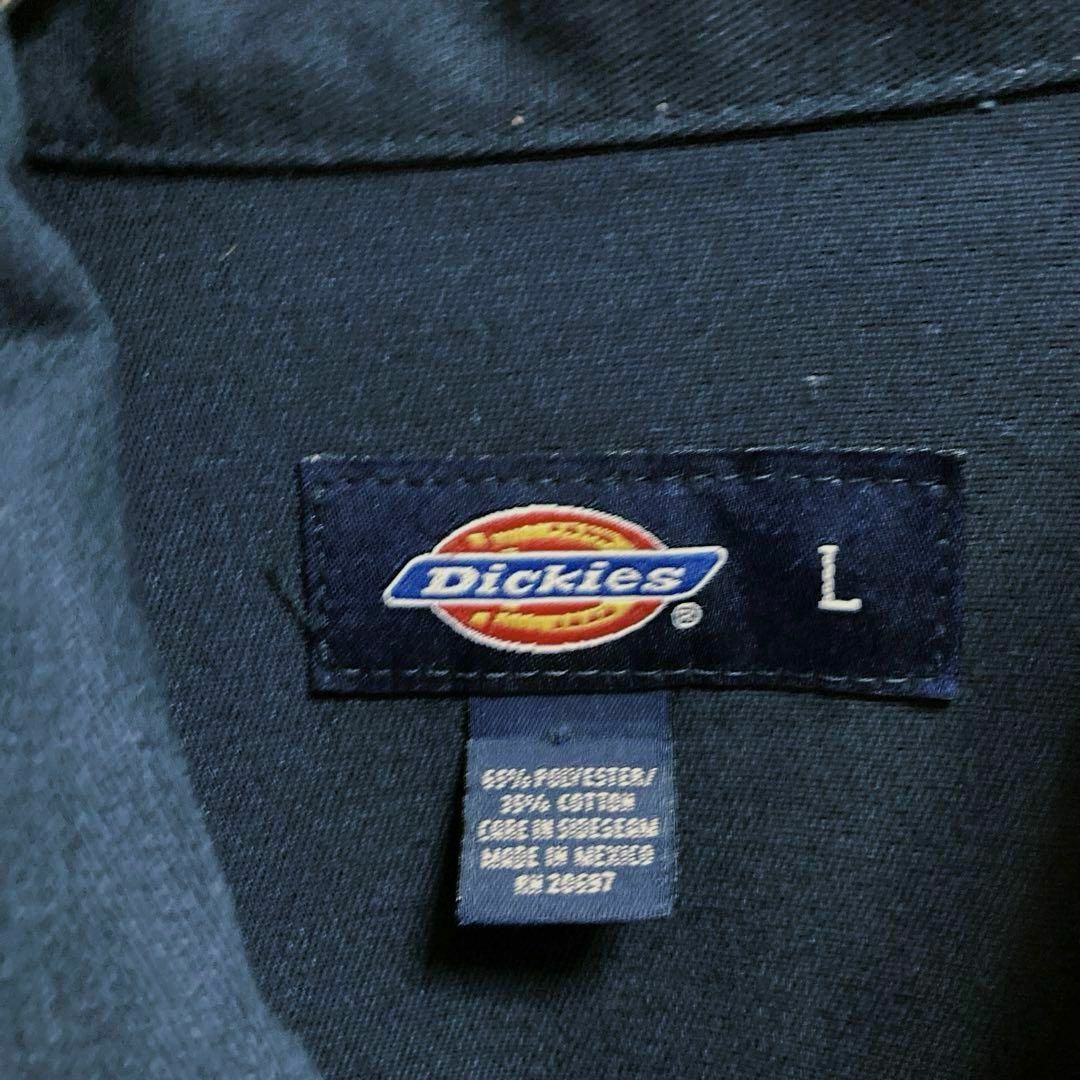 Dickies ® L
65% POLYESTER/
35% COTTON
CARE IN SIDESEAM
MADE IN MEXICO
RN 20697